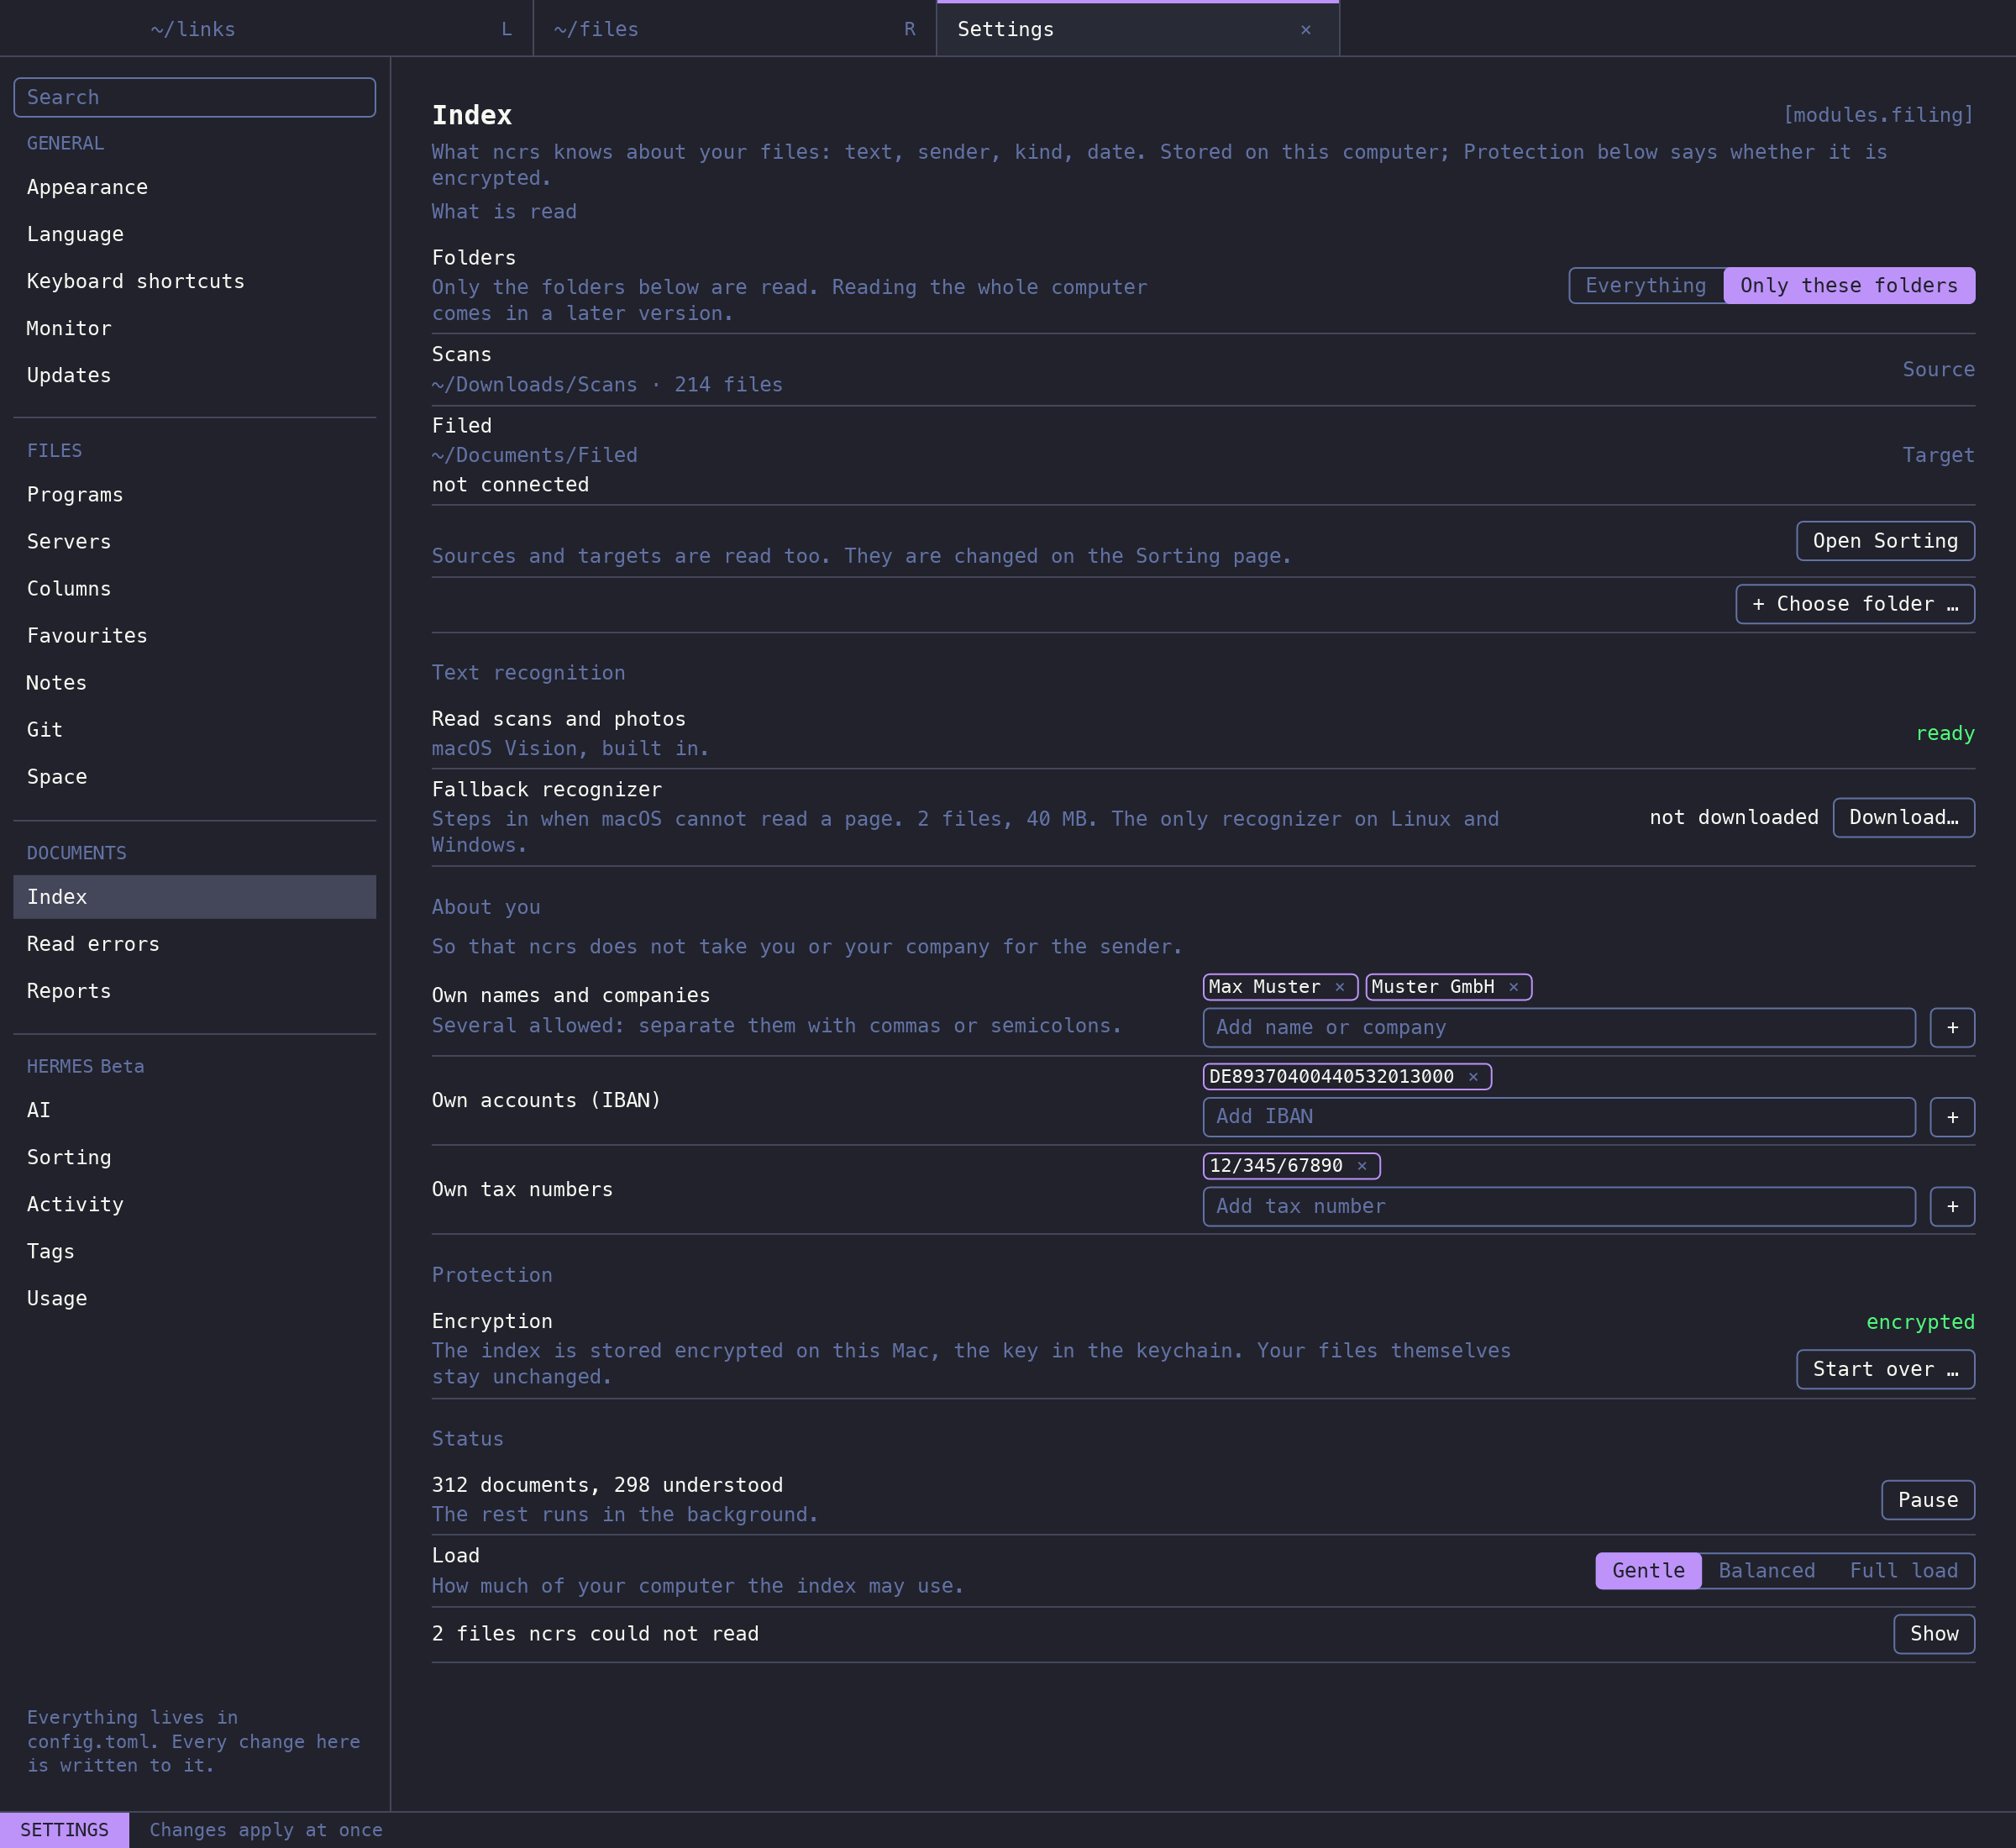 ~/links L ~/files R Settings ×
Search
GENERAL
Appearance
Language
Keyboard shortcuts
Monitor
Updates
FILES
Programs
Servers
Columns
Favourites
Notes
Git
Space
DOCUMENTS
Index
Read errors
Reports
HERMES Beta
AI
Sorting
Activity
Tags
Usage
Everything lives in
config.toml. Every change here
is written to it.
Index [modules.filing]
What ncrs knows about your files: text, sender, kind, date. Stored on this computer; Protection below says whether it is
encrypted.
What is read
Folders
Only the folders below are read. Reading the whole computer
comes in a later version.
Everything Only these folders
Scans
~/Downloads/Scans · 214 files
Source
Filed
~/Documents/Filed
Target
not connected
Open Sorting
Sources and targets are read too. They are changed on the Sorting page.
+ Choose folder …
Text recognition
Read scans and photos
macOS Vision, built in.
ready
Fallback recognizer
Steps in when macOS cannot read a page. 2 files, 40 MB. The only recognizer on Linux and
Windows.
not downloaded Download…
About you
So that ncrs does not take you or your company for the sender.
Own names and companies
Several allowed: separate them with commas or semicolons.
Max Muster × Muster GmbH ×
Add name or company +
Own accounts (IBAN)
DE89370400440532013000 ×
Add IBAN +
Own tax numbers
12/345/67890 ×
Add tax number +
Protection
Encryption
The index is stored encrypted on this Mac, the key in the keychain. Your files themselves
stay unchanged.
encrypted
Start over …
Status
312 documents, 298 understood
The rest runs in the background.
Pause
Load
How much of your computer the index may use.
Gentle Balanced Full load
2 files ncrs could not read
Show
SETTINGS Changes apply at once